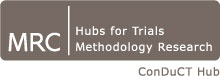 MRC
Hubs for Trials
Methodology Research
ConDuCT Hub